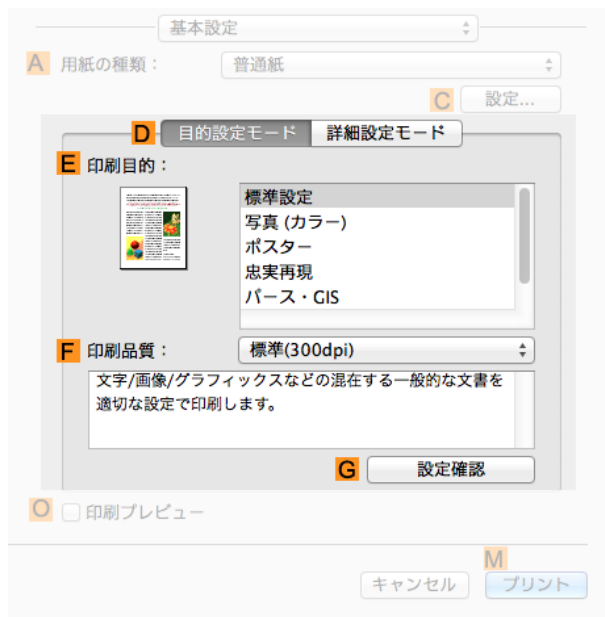 基本設定
A 用紙の種類： 普通紙
C 設定...
D 目的設定モード 詳細設定モード
E 印刷目的：
標準設定
写真 (カラー)
ポスター
忠実再現
パース・GIS
F 印刷品質： 標準(300dpi)
文字/画像/グラフィックスなどの混在する一般的な文書を
適切な設定で印刷します。
G 設定確認
O 印刷プレビュー
M
キャンセル プリント